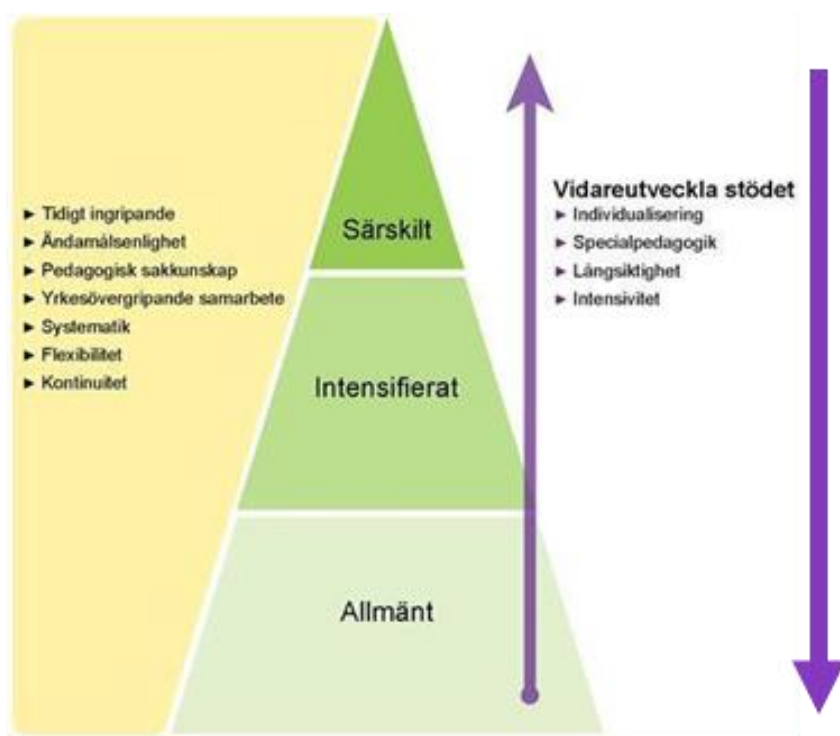 ► Tidigt ingripande
► Ändamålsenlighet
► Pedagogisk sakkunskap
► Yrkesövergripande samarbete
► Systematik
► Flexibilitet
► Kontinuitet
Särskilt
Intensifierat
Allmänt
Vidareutveckla stödet
► Individualisering
► Specialpedagogik
► Långsiktighet
► Intensivitet